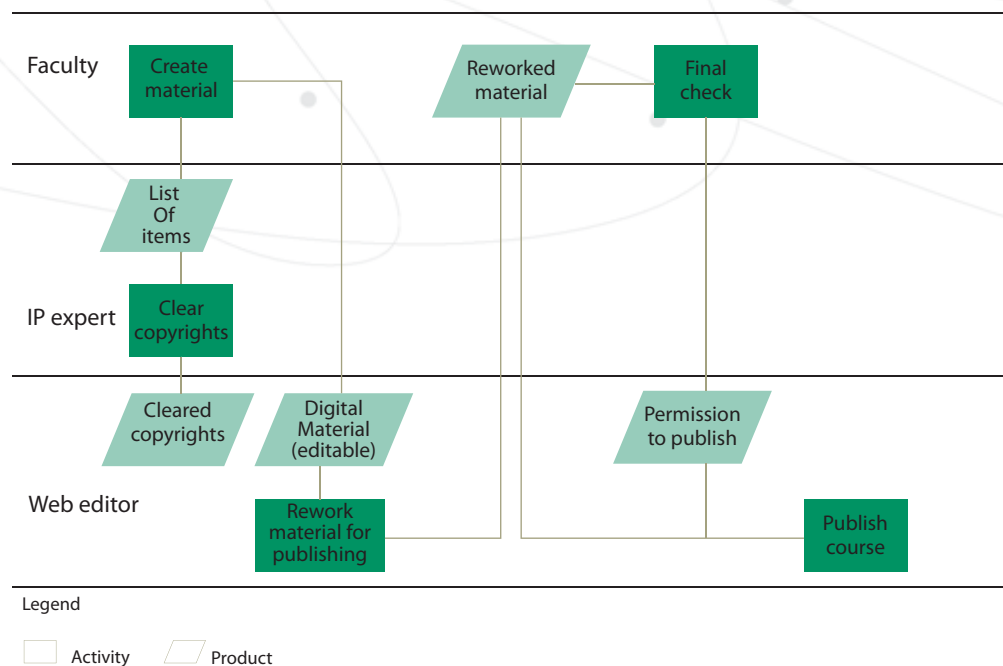 Faculty
Create
material
Reworked
material
Final
check
List
Of
items
IP expert
Clear
copyrights
Cleared
copyrights
Digital
Material
(editable)
Permission
to publish
Web editor
Rework
material for
publishing
Publish
course
Legend
Activity
Product